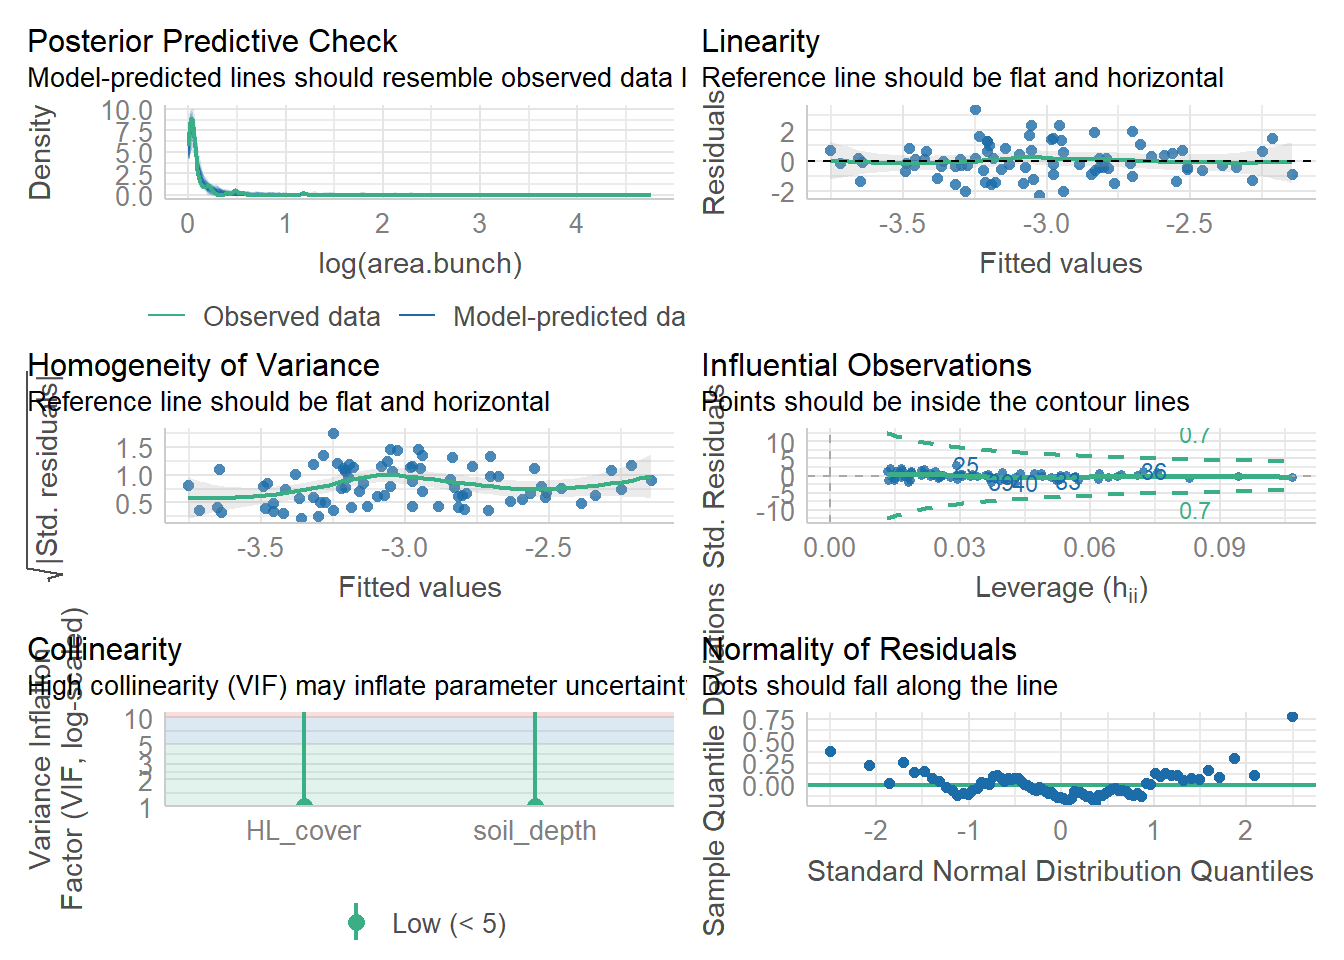 Posterior Predictive Check
Model-predicted lines should resemble observed data l
Density
10.0
7.5
5.0
2.5
0.0
0 1 2 3 4
log(area.bunch)
Observed data Model-predicted da
Linearity
Reference line should be flat and horizontal
Residuals
2
0
-2
-3.5 -3.0 -2.5
Fitted values
Homogeneity of Variance
Reference line should be flat and horizontal
√|Std. residuals|
1.5
1.0
0.5
-3.5 -3.0 -2.5
Fitted values
Influential Observations
Points should be inside the contour lines
Std. Residuals
10
5
0
-5
-10
0.7
0.7
0.00 0.03 0.06 0.09
Leverage (hii)
Collinearity
High collinearity (VIF) may inflate parameter uncertainty
Variance Inflation
Factor (VIF, log-scaled)
10
5
3
2
1
HL_cover soil_depth
Low (< 5)
Normality of Residuals
Dots should fall along the line
Sample Quantile Deviations
0.75
0.50
0.25
0.00
-2 -1 0 1 2
Standard Normal Distribution Quantiles